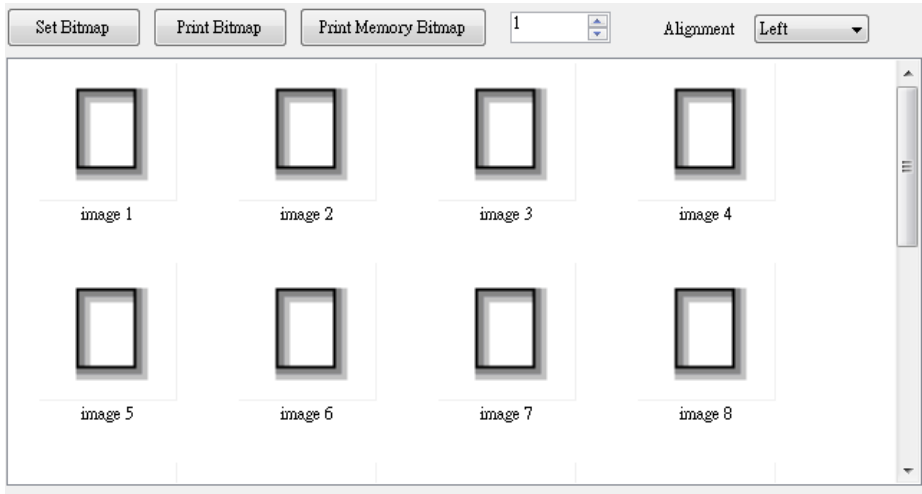 Set Bitmap Print Bitmap Print Memory Bitmap 1 Alignment Left
image 1 image 2 image 3 image 4
image 5 image 6 image 7 image 8